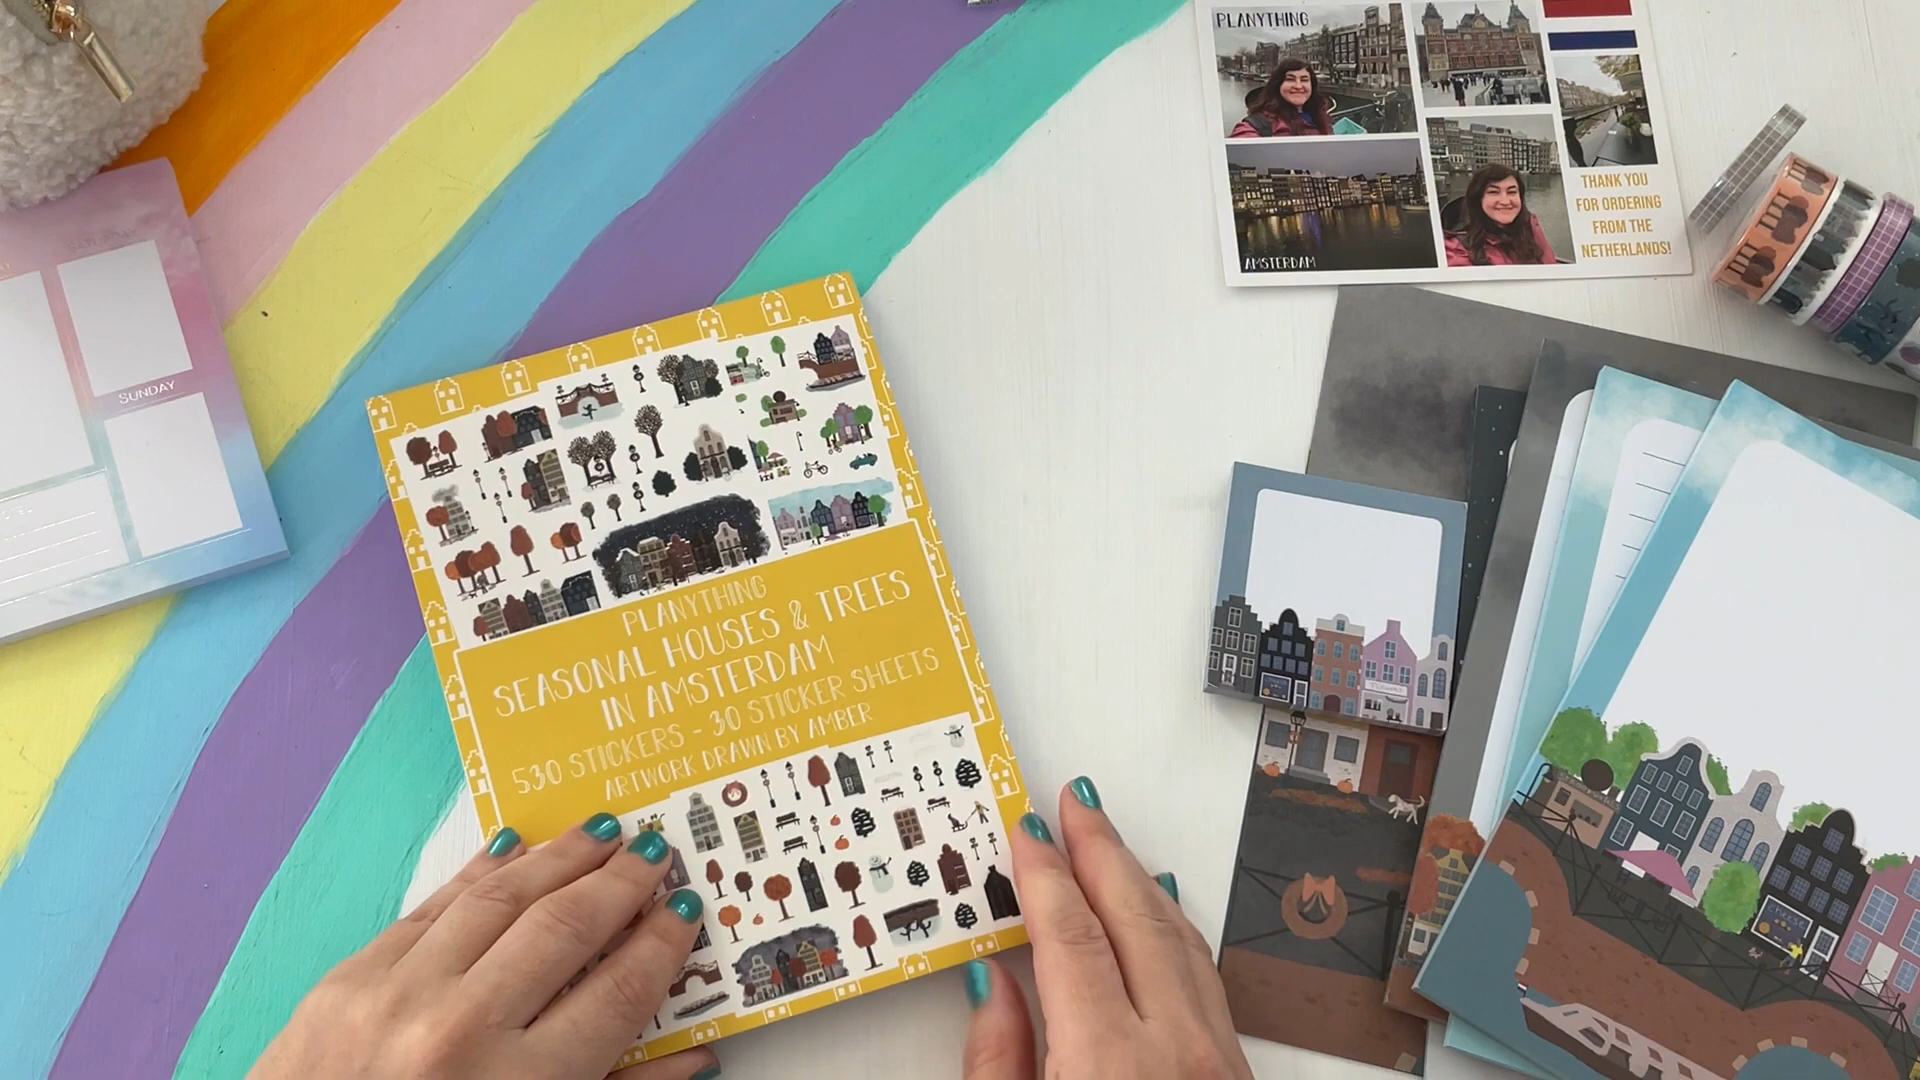 PLANYTHING
AMSTERDAM
THANK YOU
FOR ORDERING
FROM THE
NETHERLANDS!
SATURDAY
SUNDAY
PLANYTHING
SEASONAL HOUSES & TREES
IN AMSTERDAM
530 STICKERS - 30 STICKER SHEETS
ARTWORK DRAWN BY AMBER
CHEESE